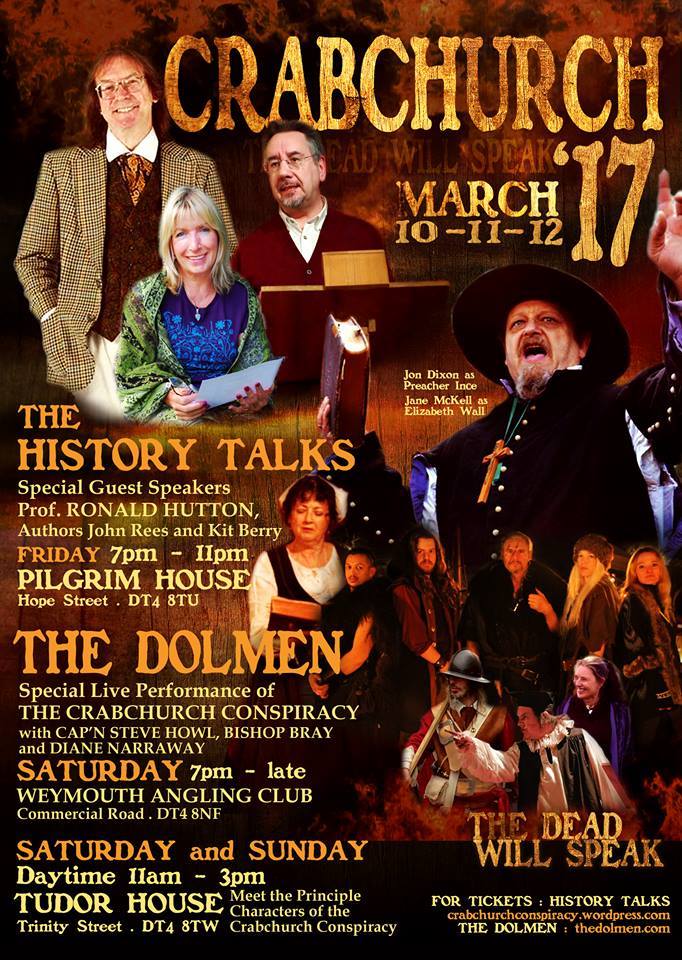 CRABCHURCH
THE DEAD WILL SPEAK
'17
MARCH
10 -11- 12
Jon Dixon as
Preacher Ince
Jane McKell as
Elizabeth Wall
THE
HISTORY TALKS
Special Guest Speakers
Prof. RONALD HUTTON,
Authors John Rees and Kit Berry
FRIDAY 7pm - 11pm
PILGRIM HOUSE
Hope Street . DT4 8TU
THE DOLMEN
Special Live Performance of
THE CRABCHURCH CONSPIRACY
with CAP'N STEVE HOWL, BISHOP BRAY
and DIANE NARRAWAY
SATURDAY 7pm - late
WEYMOUTH ANGLING CLUB
Commercial Road . DT4 8NF
THE DEAD
WILL SPEAK
SATURDAY and SUNDAY
Daytime 11am - 3pm
TUDOR HOUSE
Trinity Street . DT4 8TW
Meet the Principle
Characters of the
Crabchurch Conspiracy
FOR TICKETS : HISTORY TALKS
crabchurchconspiracy.wordpress.com
THE DOLMEN : thedolmen.com